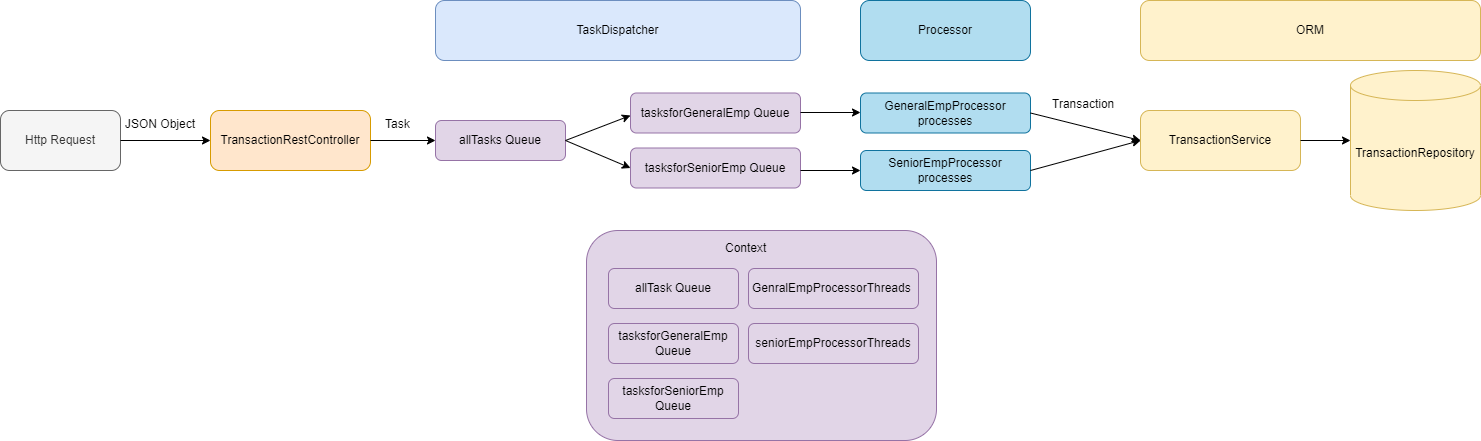 TaskDispatcher
Processor
ORM
Http Request
JSON Object
TransactionRestController
Task
allTasks Queue
tasksforGeneralEmp Queue
tasksforSeniorEmp Queue
GeneralEmpProcessor
processes
SeniorEmpProcessor
processes
Transaction
TransactionService
TransactionRepository
Context
allTask Queue
GenralEmpProcessorThreads
tasksforGeneralEmp
Queue
seniorEmpProcessorThreads
tasksforSeniorEmp
Queue